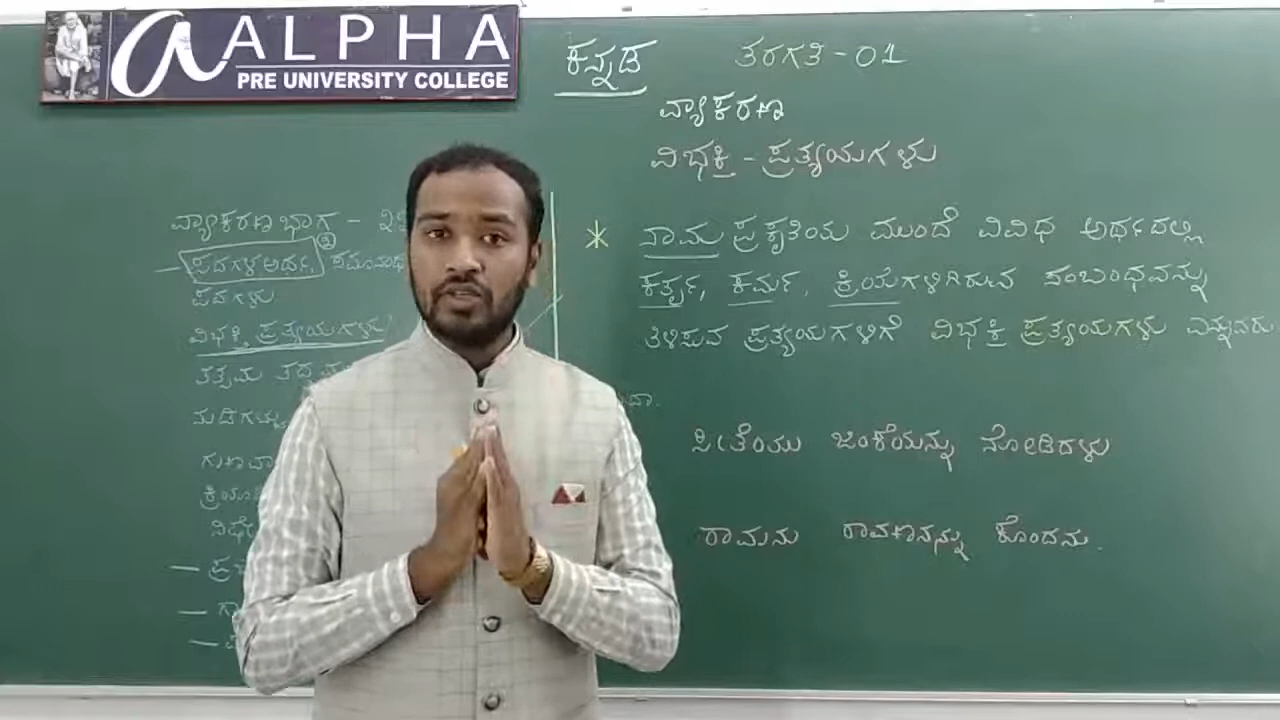 ALPHA
PRE UNIVERSITY COLLEGE
ಕನ್ನಡ ತರಗತಿ - 01
ವ್ಯಾಕರಣ
ವಿಭಕ್ತಿ - ಪ್ರತ್ಯಯಗಳು
ವ್ಯಾಕರಣ ಭಾಗ -
ಪದಗಳ ಅರ್ಥ,
ಪದಗಳು
ವಿಭಕ್ತಿ ಪ್ರತ್ಯಯಗಳು
ತತ್ಸಮ
* ನಾಮ ಪ್ರಕೃತಿಯ ಮುಂದೆ ವಿವಿಧ ಅರ್ಥದಲ್ಲಿ
ಕರ್ತೃ, ಕರ್ಮ, ಕ್ರಿಯೆಗಳಿಗಿರುವ ಸಂಬಂಧವನ್ನು
ತಿಳಿಸುವ ಪ್ರತ್ಯಯಗಳಿಗೆ ವಿಭಕ್ತಿ ಪ್ರತ್ಯಯಗಳು ಎನ್ನುವರು
ಸೀತೆಯು ಜಿಂಕೆಯನ್ನು ನೋಡಿದಳು
ರಾಮನು ರಾವಣನನ್ನು ಕೊಂದನು.